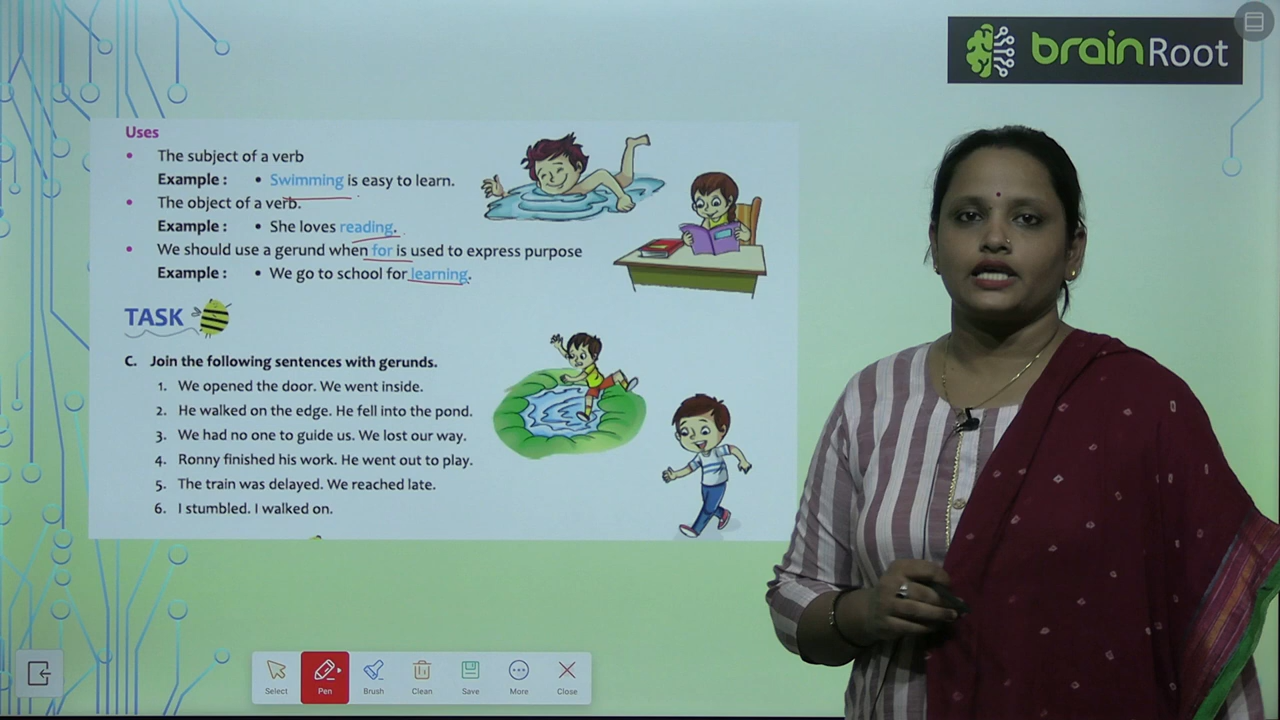 brainRoot
Uses
• The subject of a verb
Example : • Swimming is easy to learn.
• The object of a verb.
Example : • She loves reading.
• We should use a gerund when for is used to express purpose
Example : • We go to school for learning.
TASK
C. Join the following sentences with gerunds.
1. We opened the door. We went inside.
2. He walked on the edge. He fell into the pond.
3. We had no one to guide us. We lost our way.
4. Ronny finished his work. He went out to play.
5. The train was delayed. We reached late.
6. I stumbled. I walked on.
Select Pen Brush Clean Save More Close